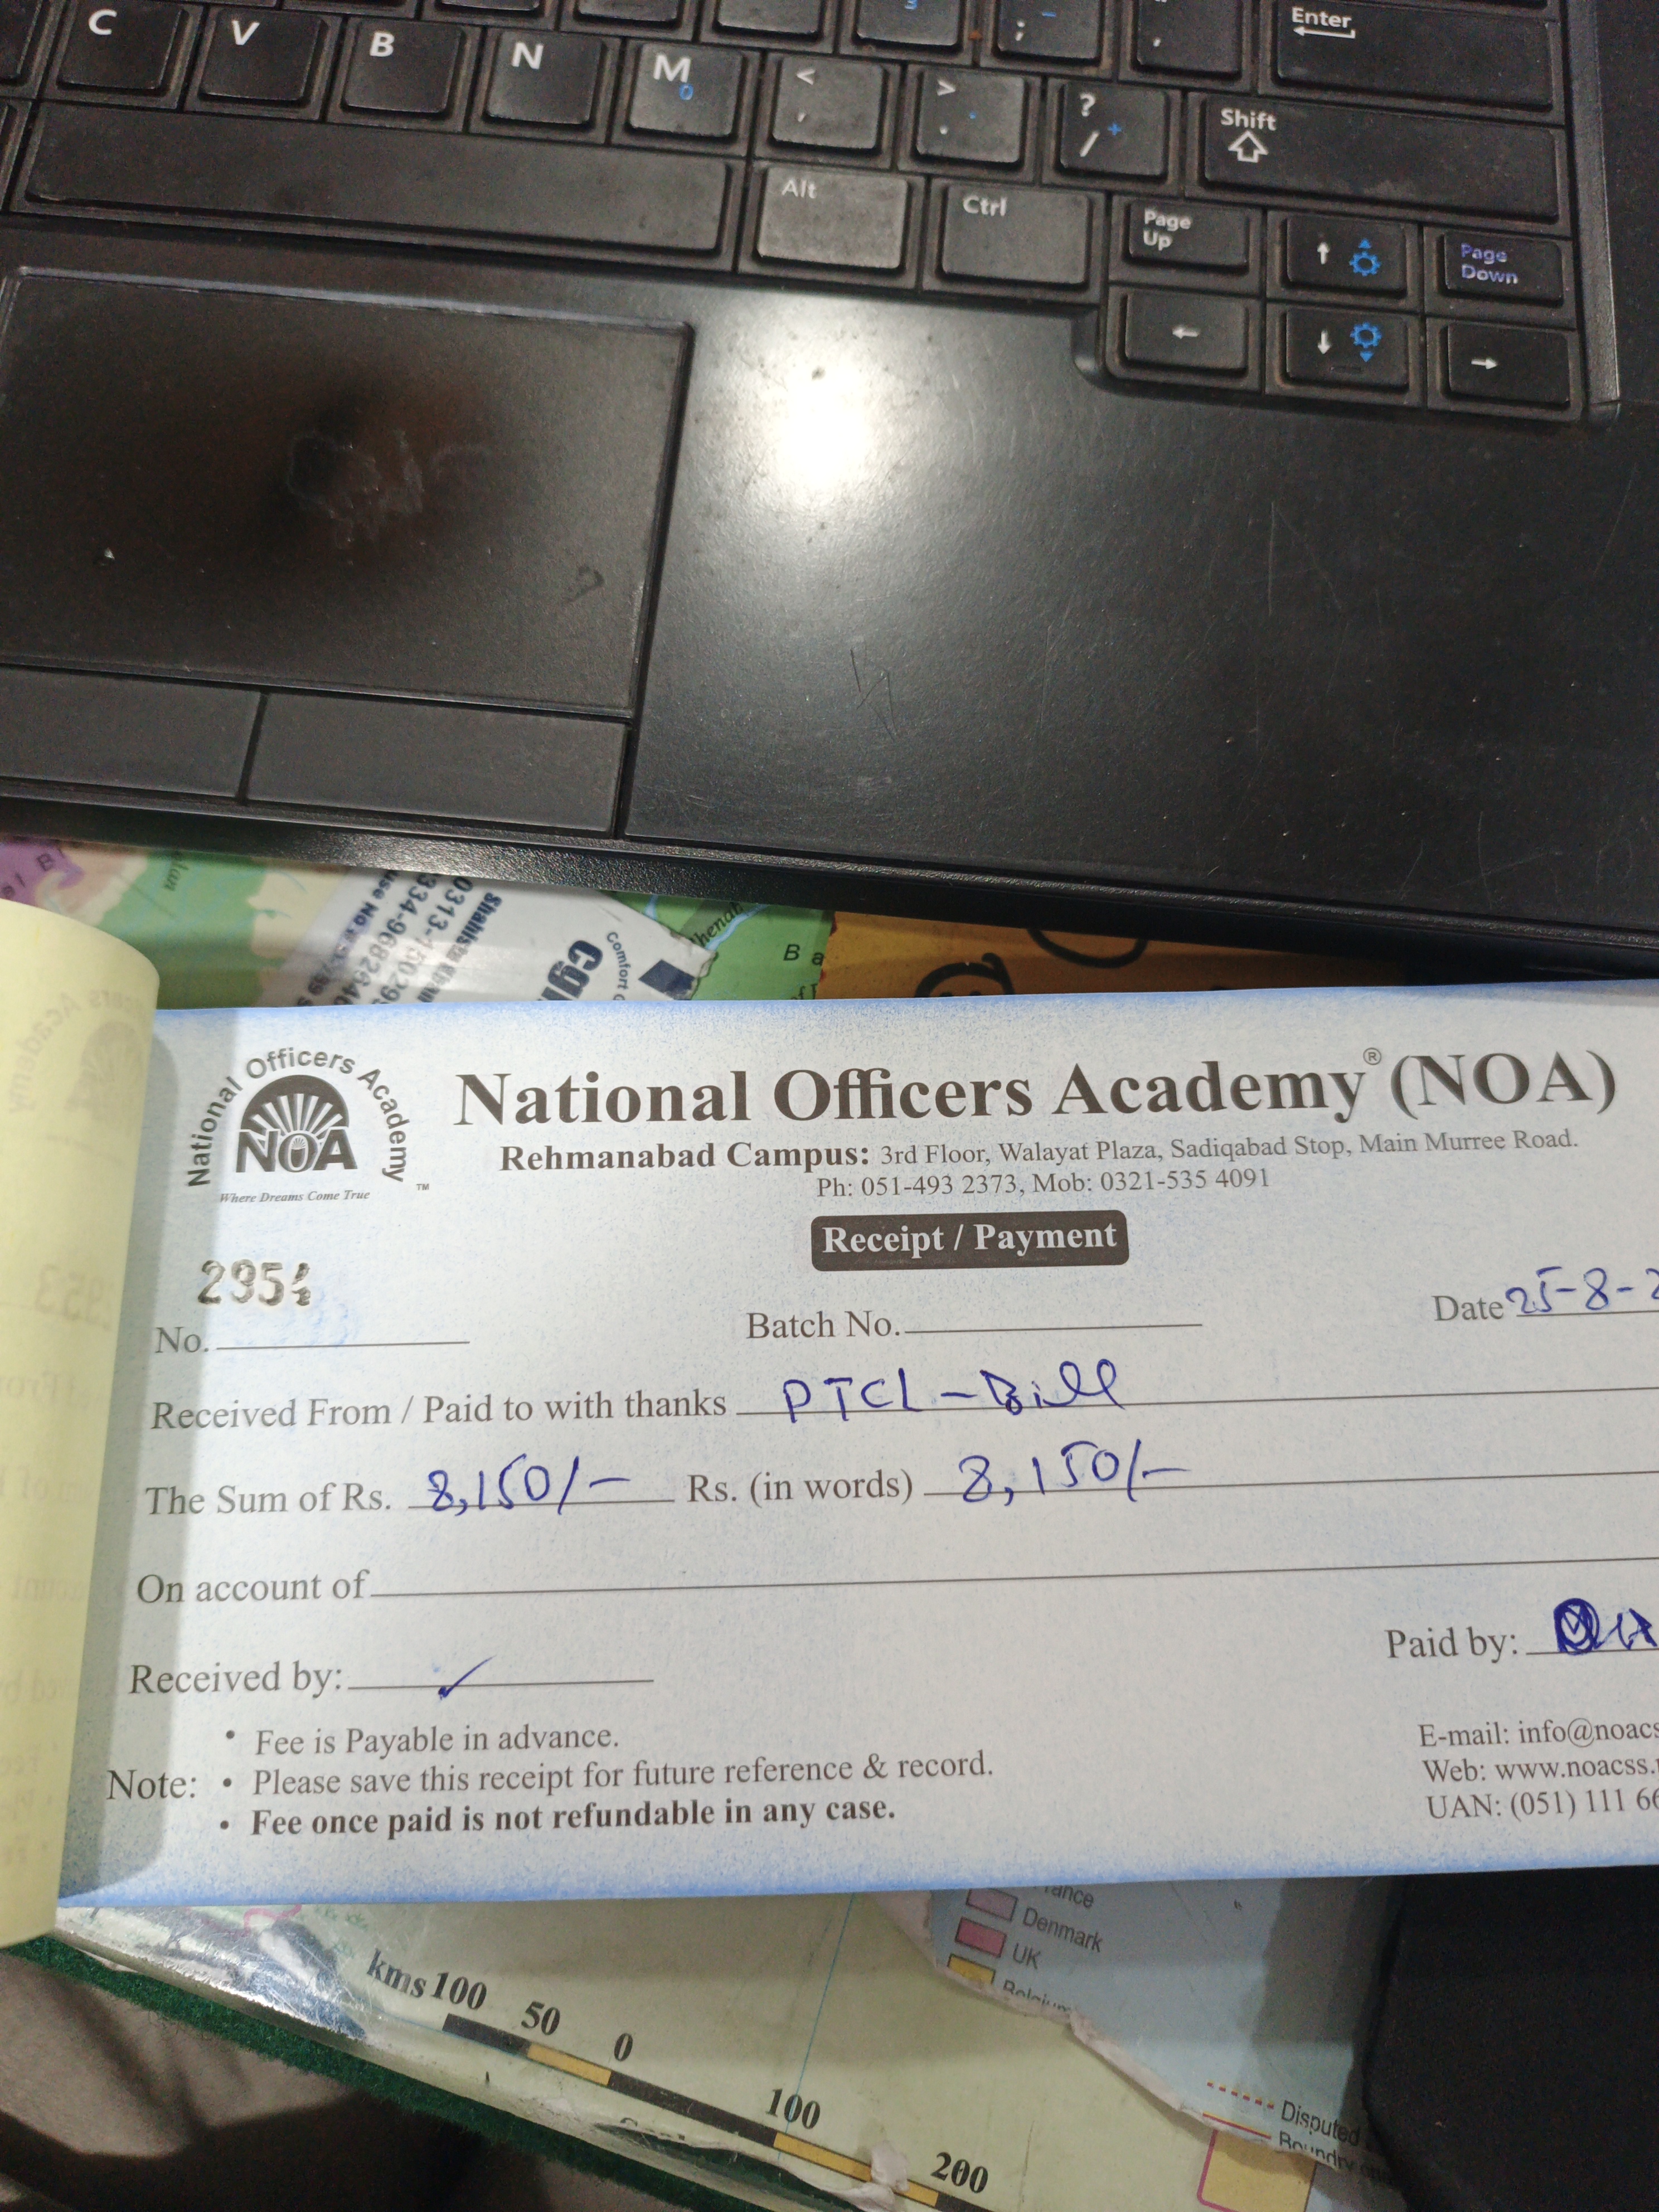 C V B N M < > ? Enter
, . / + Shift
Alt Ctrl Page Up Page Down
Comfort
National Officers Academy
NOA
Where Dreams Come True
TM
National Officers Academy® (NOA)
Rehmanabad Campus: 3rd Floor, Walayat Plaza, Sadiqabad Stop, Main Murree Road.
Ph: 051-493 2373, Mob: 0321-535 4091
Receipt / Payment
295
No. Batch No. Date 25-8-2
Received From / Paid to with thanks PTCL - Bill
The Sum of Rs. 8,150/- Rs. (in words) 8,150/-
On account of
Received by: Paid by:
• Fee is Payable in advance.
Note: • Please save this receipt for future reference & record.
• Fee once paid is not refundable in any case.
E-mail: info@noacs
Web: www.noacss.
UAN: (051) 111 66
Denmark
UK
Belgium
kms 100 50 0 100 200
Disputed